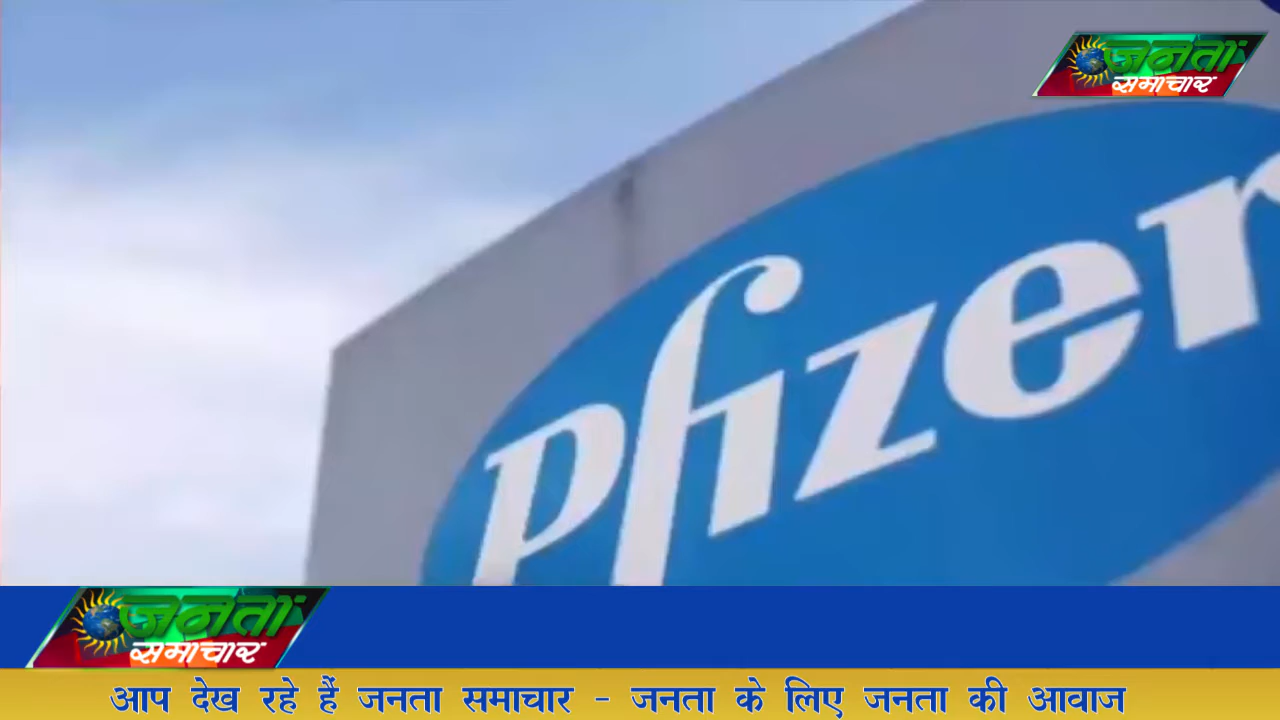 जनता
समाचार
Pfizer
जनता
समाचार
आप देख रहे हैं जनता समाचार - जनता के लिए जनता की आवाज